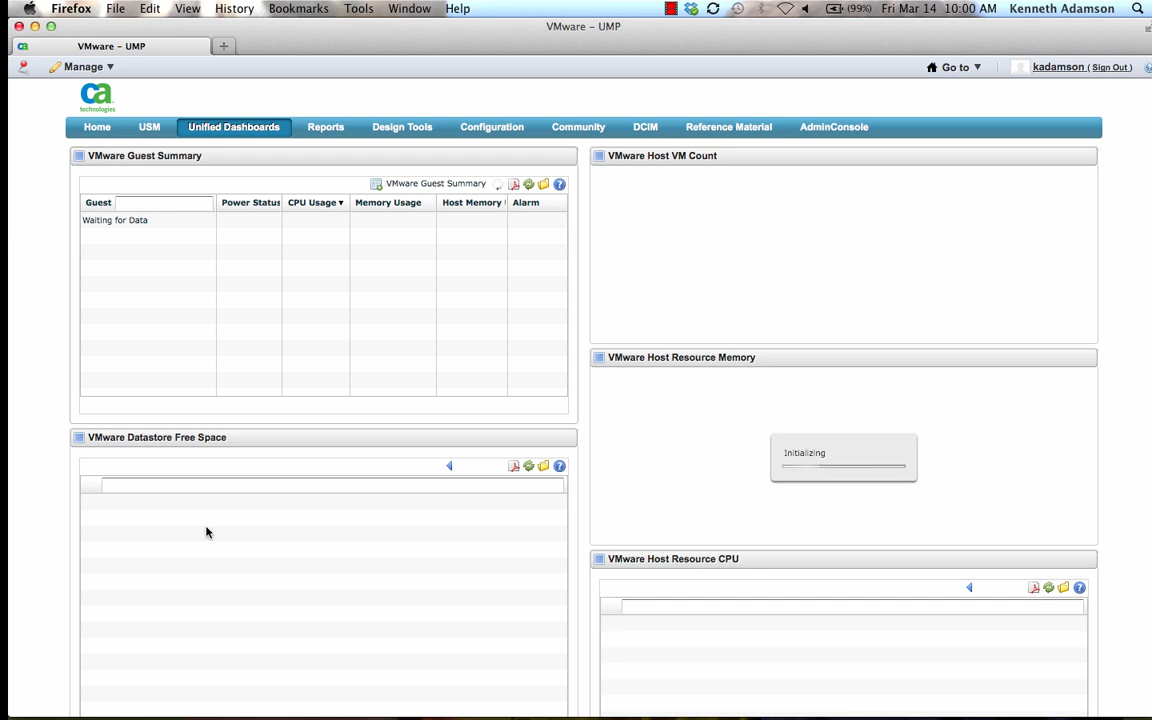 Firefox File Edit View History Bookmarks Tools Window Help (99%) Fri Mar 14 10:00 AM Kenneth Adamson
VMware – UMP
VMware – UMP
Manage ▼ Go to ▼ kadamson ( Sign Out )
ca
technologies
Home USM Unified Dashboards Reports Design Tools Configuration Community DCIM Reference Material AdminConsole
VMware Guest Summary
VMware Guest Summary
Guest Power Status CPU Usage ▼ Memory Usage Host Memory Alarm
Waiting for Data
VMware Datastore Free Space
VMware Host VM Count
VMware Host Resource Memory
Initializing
VMware Host Resource CPU